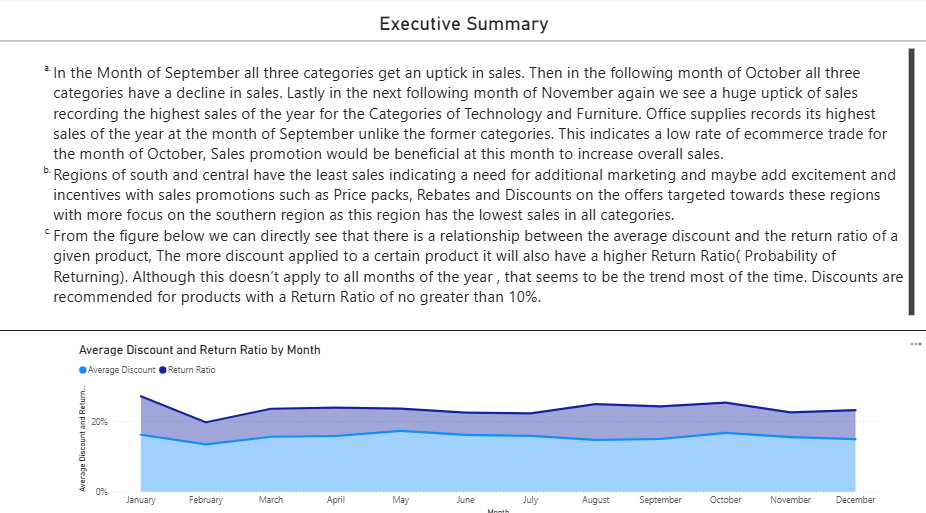 Executive Summary
a. In the Month of September all three categories get an uptick in sales. Then in the following month of October all three
categories have a decline in sales. Lastly in the next following month of November again we see a huge uptick of sales
recording the highest sales of the year for the Categories of Technology and Furniture. Office supplies records its highest
sales of the year at the month of September unlike the former categories. This indicates a low rate of ecommerce trade for
the month of October, Sales promotion would be beneficial at this month to increase overall sales.
b. Regions of south and central have the least sales indicating a need for additional marketing and maybe add excitement and
incentives with sales promotions such as Price packs, Rebates and Discounts on the offers targeted towards these regions
with more focus on the southern region as this region has the lowest sales in all categories.
c. From the figure below we can directly see that there is a relationship between the average discount and the return ratio of a
given product, The more discount applied to a certain product it will also have a higher Return Ratio( Probability of
Returning). Although this doesn't apply to all months of the year , that seems to be the trend most of the time. Discounts are
recommended for products with a Return Ratio of no greater than 10%.
Average Discount and Return Ratio by Month
Average Discount Return Ratio
Average Discount and Return...
20%
0%
January February March April May June July August September October November December
Month